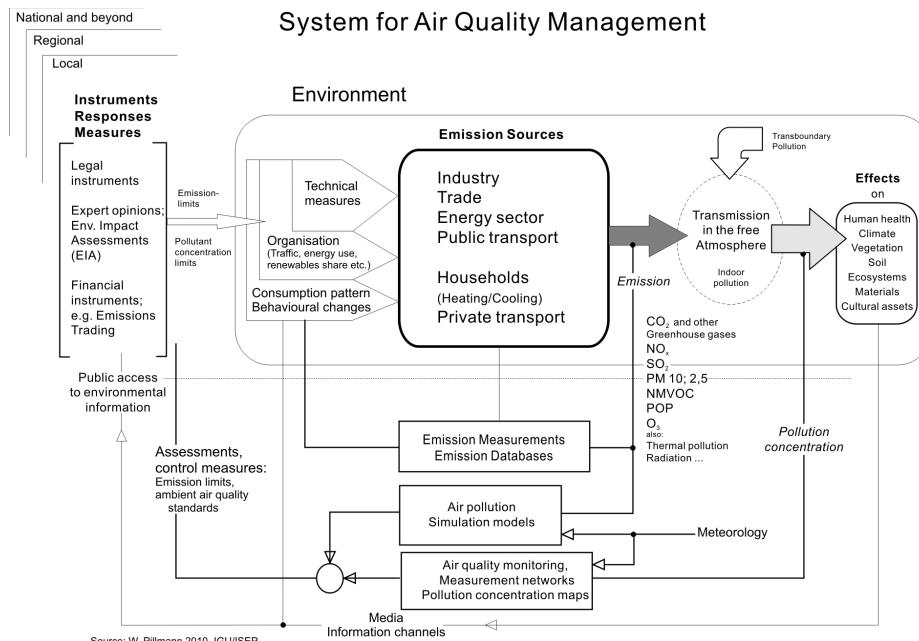 System for Air Quality Management
National and beyond
Regional
Local
Instruments
Responses
Measures
Legal
instruments
Expert opinions;
Env. Impact
Assessments
(EIA)
Financial
instruments;
e.g. Emissions
Trading
Emission-
limits
Pollutant
concentration
limits
Environment
Technical
measures
Organisation
(Traffic, energy use,
renewables share etc.)
Consumption pattern
Behavioural changes
Emission Sources
Industry
Trade
Energy sector
Public transport
Households
(Heating/Cooling)
Private transport
Emission
Transboundary
Pollution
Transmission
in the free
Atmosphere
Indoor
pollution
Effects
on
Human health
Climate
Vegetation
Soil
Ecosystems
Materials
Cultural assets
CO₂ and other
Greenhouse gases
NOₓ
SO₂
PM 10; 2,5
NMVOC
POP
O₃
also:
Thermal pollution
Radiation ...
Pollution
concentration
Public access
to environmental
information
Assessments,
control measures:
Emission limits,
ambient air quality
standards
Emission Measurements
Emission Databases
Air pollution
Simulation models
Meteorology
Air quality monitoring,
Measurement networks
Pollution concentration maps
Media
Information channels
Source: W. Pillmann 2010, IGU/ISEP